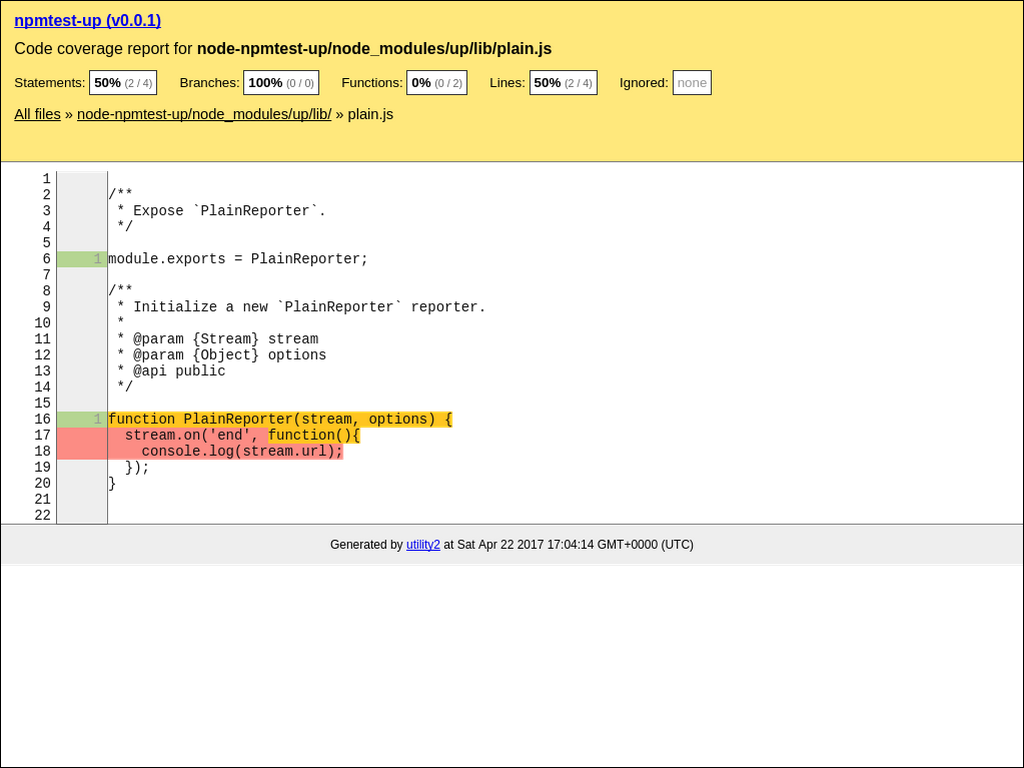 npmtest-up (v0.0.1)
Code coverage report for node-npmtest-up/node_modules/up/lib/plain.js
Statements: 50% (2 / 4) Branches: 100% (0 / 0) Functions: 0% (0 / 2) Lines: 50% (2 / 4) Ignored: none
All files » node-npmtest-up/node_modules/up/lib/ » plain.js
1
2 /**
3  * Expose `PlainReporter`.
4  */
5
6 1 module.exports = PlainReporter;
7
8 /**
9  * Initialize a new `PlainReporter` reporter.
10  *
11  * @param {Stream} stream
12  * @param {Object} options
13  * @api public
14  */
15
16 1 function PlainReporter(stream, options) {
17   stream.on('end', function(){
18     console.log(stream.url);
19   });
20 }
21
22
Generated by utility2 at Sat Apr 22 2017 17:04:14 GMT+0000 (UTC)